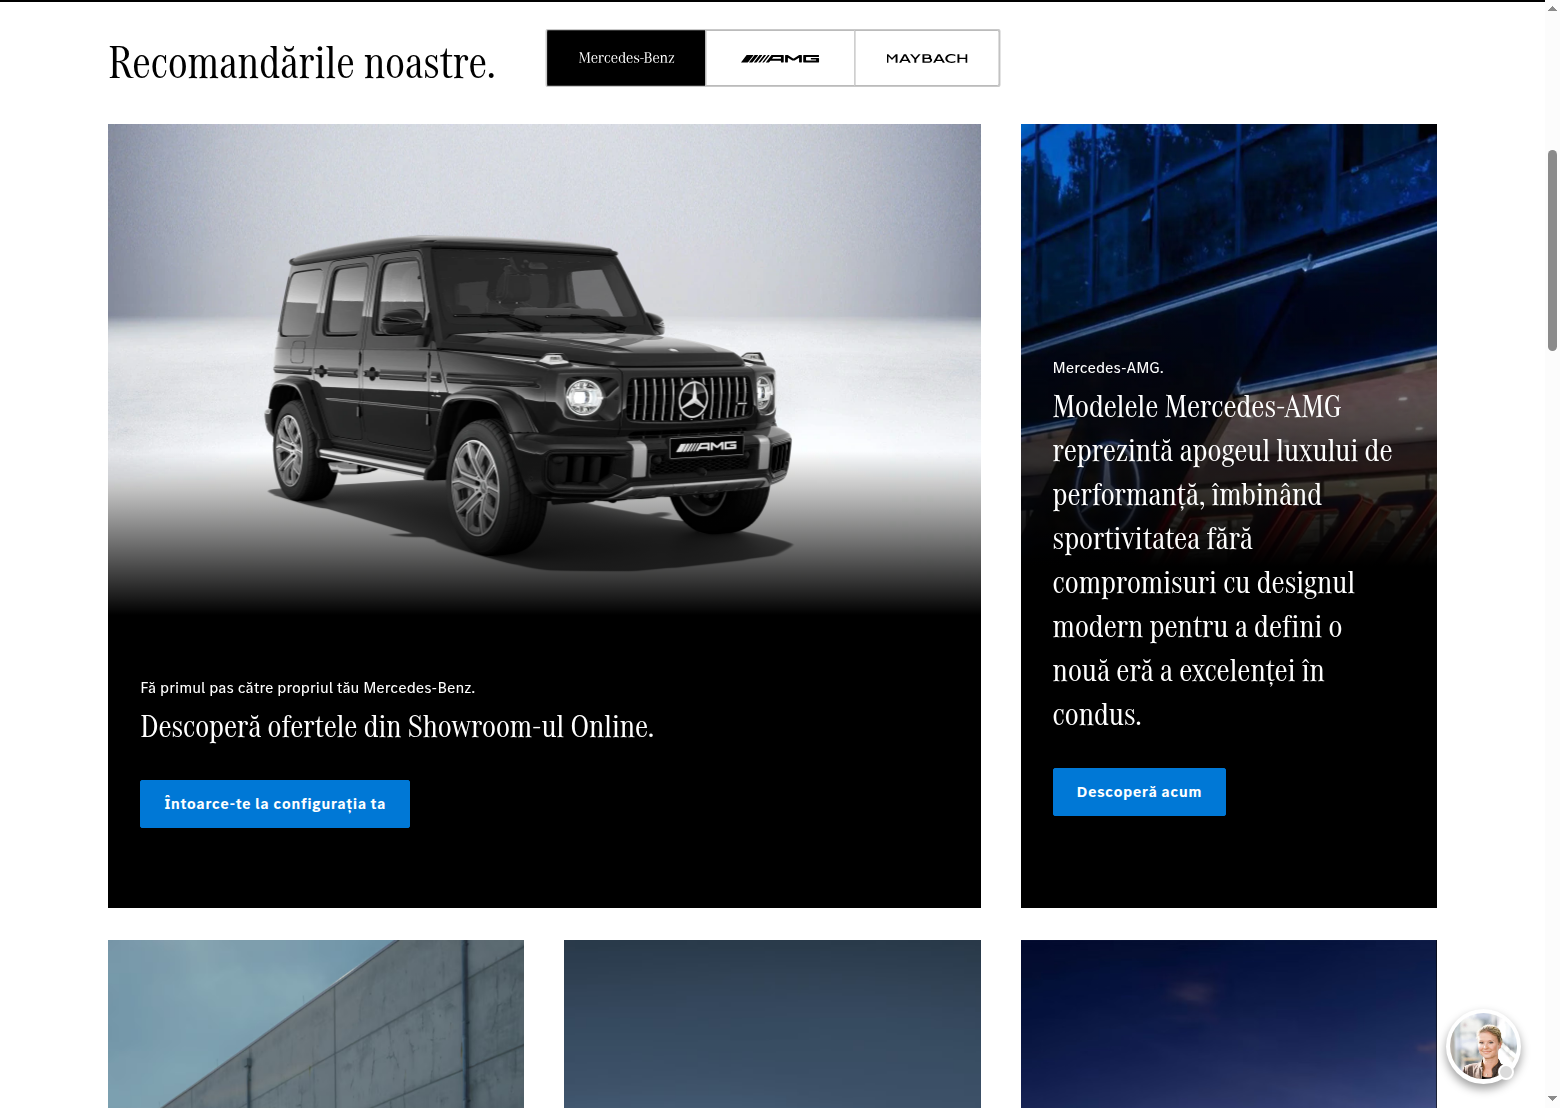 Recomandările noastre.
Mercedes-Benz
AMG
MAYBACH
AMG
Fă primul pas către propriul tău Mercedes-Benz.
Descoperă ofertele din Showroom-ul Online.
Întoarce-te la configurația ta
Mercedes-AMG.
Modelele Mercedes-AMG
reprezintă apogeul luxului de
performanță, îmbinând
sportivitatea fără
compromisuri cu designul
modern pentru a defini o
nouă eră a excelenței în
condus.
Descoperă acum